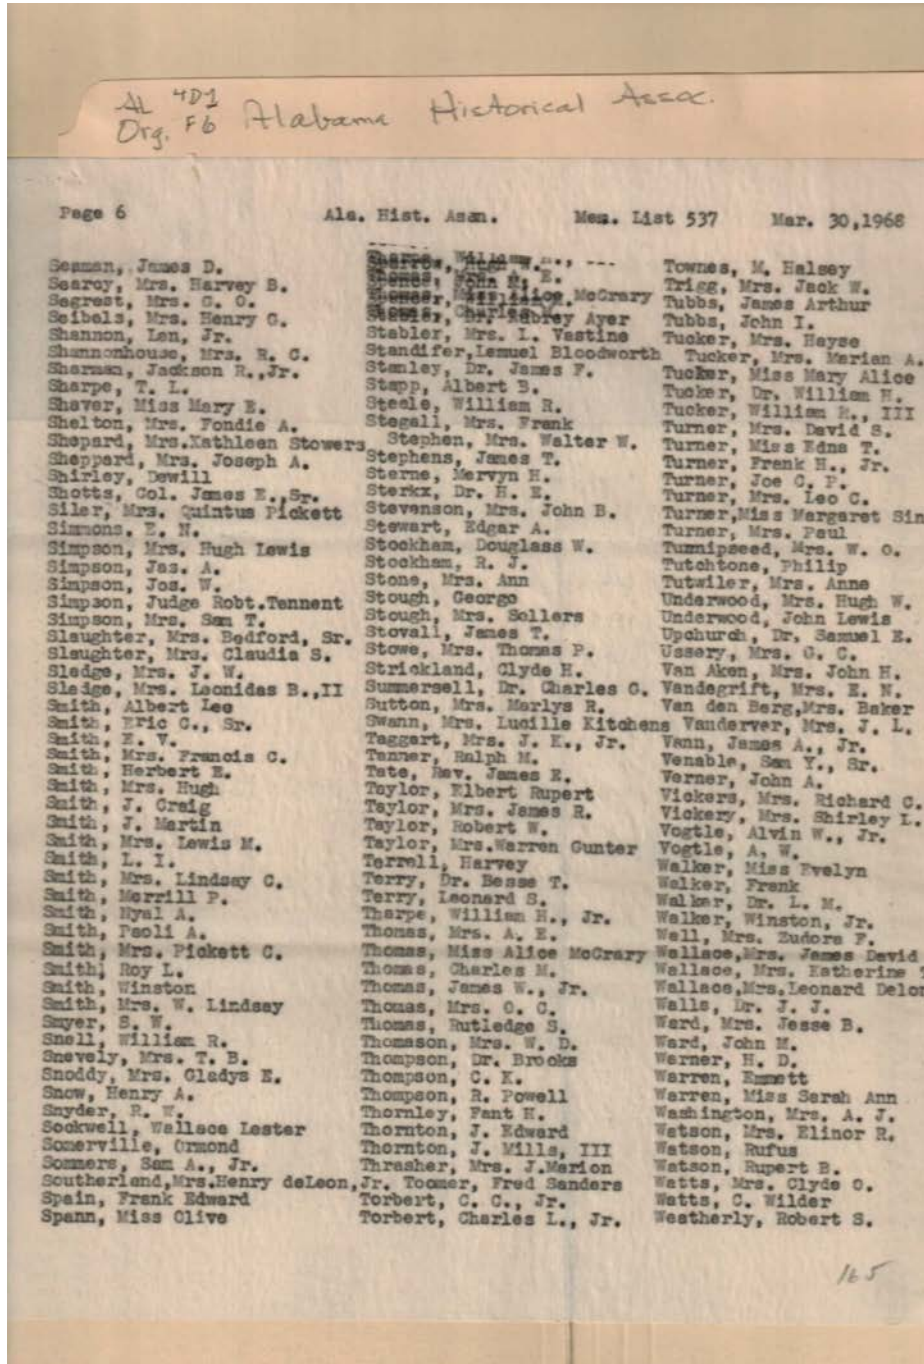 AL 4D1
Org. F6 Alabama Historical Assoc.
Page 6 Ala. Hist. Assn. Mem. List 537 Mar. 30,1968
Seaman, James D.
Searcy, Mrs. Harvey B.
Segrest, Mrs. G. O.
Seibels, Mrs. Henry G.
Shannon, Len, Jr.
Shannonhouse, Mrs. R. C.
Sharman, Jackson R.,Jr.
Sharpe, T. L.
Shaver, Miss Mary E.
Shelton, Mrs. Fondie A.
Shepard, Mrs.Kathleen Stowers
Sheppard, Mrs. Joseph A.
Shirley, Dewill
Shotts, Col. James E.,Sr.
Siler, Mrs. Quintus Pickett
Simmons. E. N.
Simpson, Mrs. Hugh Lewis
Simpson, Jas. A.
Simpson, Jos. W.
Simpson, Judge Robt.Tennent
Simpson, Mrs. Sam T.
Slaughter, Mrs. Bedford, Sr.
Slaughter, Mrs. Claudia S.
Sledge, Mrs. J. W.
Sledge, Mrs. Leonidas B.,II
Smith, Albert Lee
Smith, Eric C., Sr.
Smith, E. V.
Smith, Mrs. Francis C.
Smith, Herbert E.
Smith, Mrs. Hugh
Smith, J. Craig
Smith, J. Martin
Smith, Mrs. Lewis M.
Smith, L. I.
Smith, Mrs. Lindsay C.
Smith, Merrill P.
Smith, Nyal A.
Smith, Paoli A.
Smith, Mrs. Pickett C.
Smith, Roy L.
Smith, Winston
Smith, Mrs. W. Lindsay
Smyer, S. W.
Snell, William R.
Snevely, Mrs. T. B.
Snoddy, Mrs. Gladys E.
Snow, Henry A.
Snyder, R. W.
Sockwell, Wallace Lester
Somerville, Ormond
Sommers, Sam A., Jr.
Southerland,Mrs.Henry deLeon,Jr.
Spain, Frank Edward
Spann, Miss Olive
McCrary
Aubrey Ayer
Stabler, Mrs. L. Vastine
Standifer,Lemuel Bloodworth
Stanley, Dr. James F.
Stapp, Albert B.
Steele, William R.
Stegall, Mrs. Frank
Stephen, Mrs. Walter W.
Stephens, James T.
Sterne, Mervyn H.
Sterkx, Dr. H. E.
Stevenson, Mrs. John B.
Stewart, Edgar A.
Stockham, Douglass W.
Stockham, R. J.
Stone, Mrs. Ann
Stough, George
Stough, Mrs. Sellers
Stovall, James T.
Stowe, Mrs. Thomas P.
Strickland, Clyde H.
Summersell, Dr. Charles G.
Sutton, Mrs. Marlys R.
Swann, Mrs. Lucille Kitchens
Taggart, Mrs. J. K., Jr.
Tanner, Ralph M.
Tate, Rev. James E.
Taylor, Elbert Rupert
Taylor, Mrs. James R.
Taylor, Robert W.
Taylor, Mrs.Warren Gunter
Terrell, Harvey
Terry, Dr. Besse T.
Terry, Leonard S.
Tharpe, William H., Jr.
Thomas, Mrs. A. E.
Thomas, Miss Alice McCrary
Thomas, Charles M.
Thomas, James W., Jr.
Thomas, Mrs. O. C.
Thomas, Rutledge S.
Thomason, Mrs. W. D.
Thompson, Dr. Brooks
Thompson, C. K.
Thompson, R. Powell
Thornley, Fant H.
Thornton, J. Edward
Thornton, J. Mills, III
Thrasher, Mrs. J.Marion
Toomer, Fred Sanders
Torbert, C. C., Jr.
Torbert, Charles L., Jr.
Townes, M. Halsey
Trigg, Mrs. Jack W.
Tubbs, James Arthur
Tubbs, John I.
Tucker, Mrs. Hayse
Tucker, Mrs. Marian A.
Tucker, Miss Mary Alice
Tucker, Dr. William H.
Tucker, William R., III
Turner, Mrs. David S.
Turner, Miss Edna T.
Turner, Frank H., Jr.
Turner, Joe C. P.
Turner, Mrs. Leo C.
Turner,Miss Margaret Sim
Turner, Mrs. Paul
Turnipseed, Mrs. W. O.
Tutchtone, Philip
Tutwiler, Mrs. Anne
Underwood, Mrs. Hugh W.
Underwood, John Lewis
Upchurch, Dr. Samuel E.
Ussery, Mrs. G. C.
Van Aken, Mrs. John H.
Vandegrift, Mrs. E. N.
Van den Berg,Mrs. Baker
Vanderver, Mrs. J. L.
Vann, James A., Jr.
Venable, Sam Y., Sr.
Verner, John A.
Vickers, Mrs. Richard C.
Vickery, Mrs. Shirley L.
Vogtle, Alvin W., Jr.
Vogtle, A. W.
Walker, Miss Evelyn
Walker, Frank
Walker, Dr. L. M.
Walker, Winston, Jr.
Wall, Mrs. Zudora F.
Wallace,Mrs. James David
Wallace, Mrs. Katherine
Wallace,Mrs.Leonard Delon
Walls, Dr. J. J.
Ward, Mrs. Jesse B.
Ward, John M.
Warner, H. D.
Warren, Emmett
Warren, Miss Sarah Ann
Washington, Mrs. A. J.
Watson, Mrs. Elinor R.
Watson, Rufus
Watson, Rupert B.
Watts, Mrs. Clyde O.
Watts, C. Wilder
Weatherly, Robert S.
165